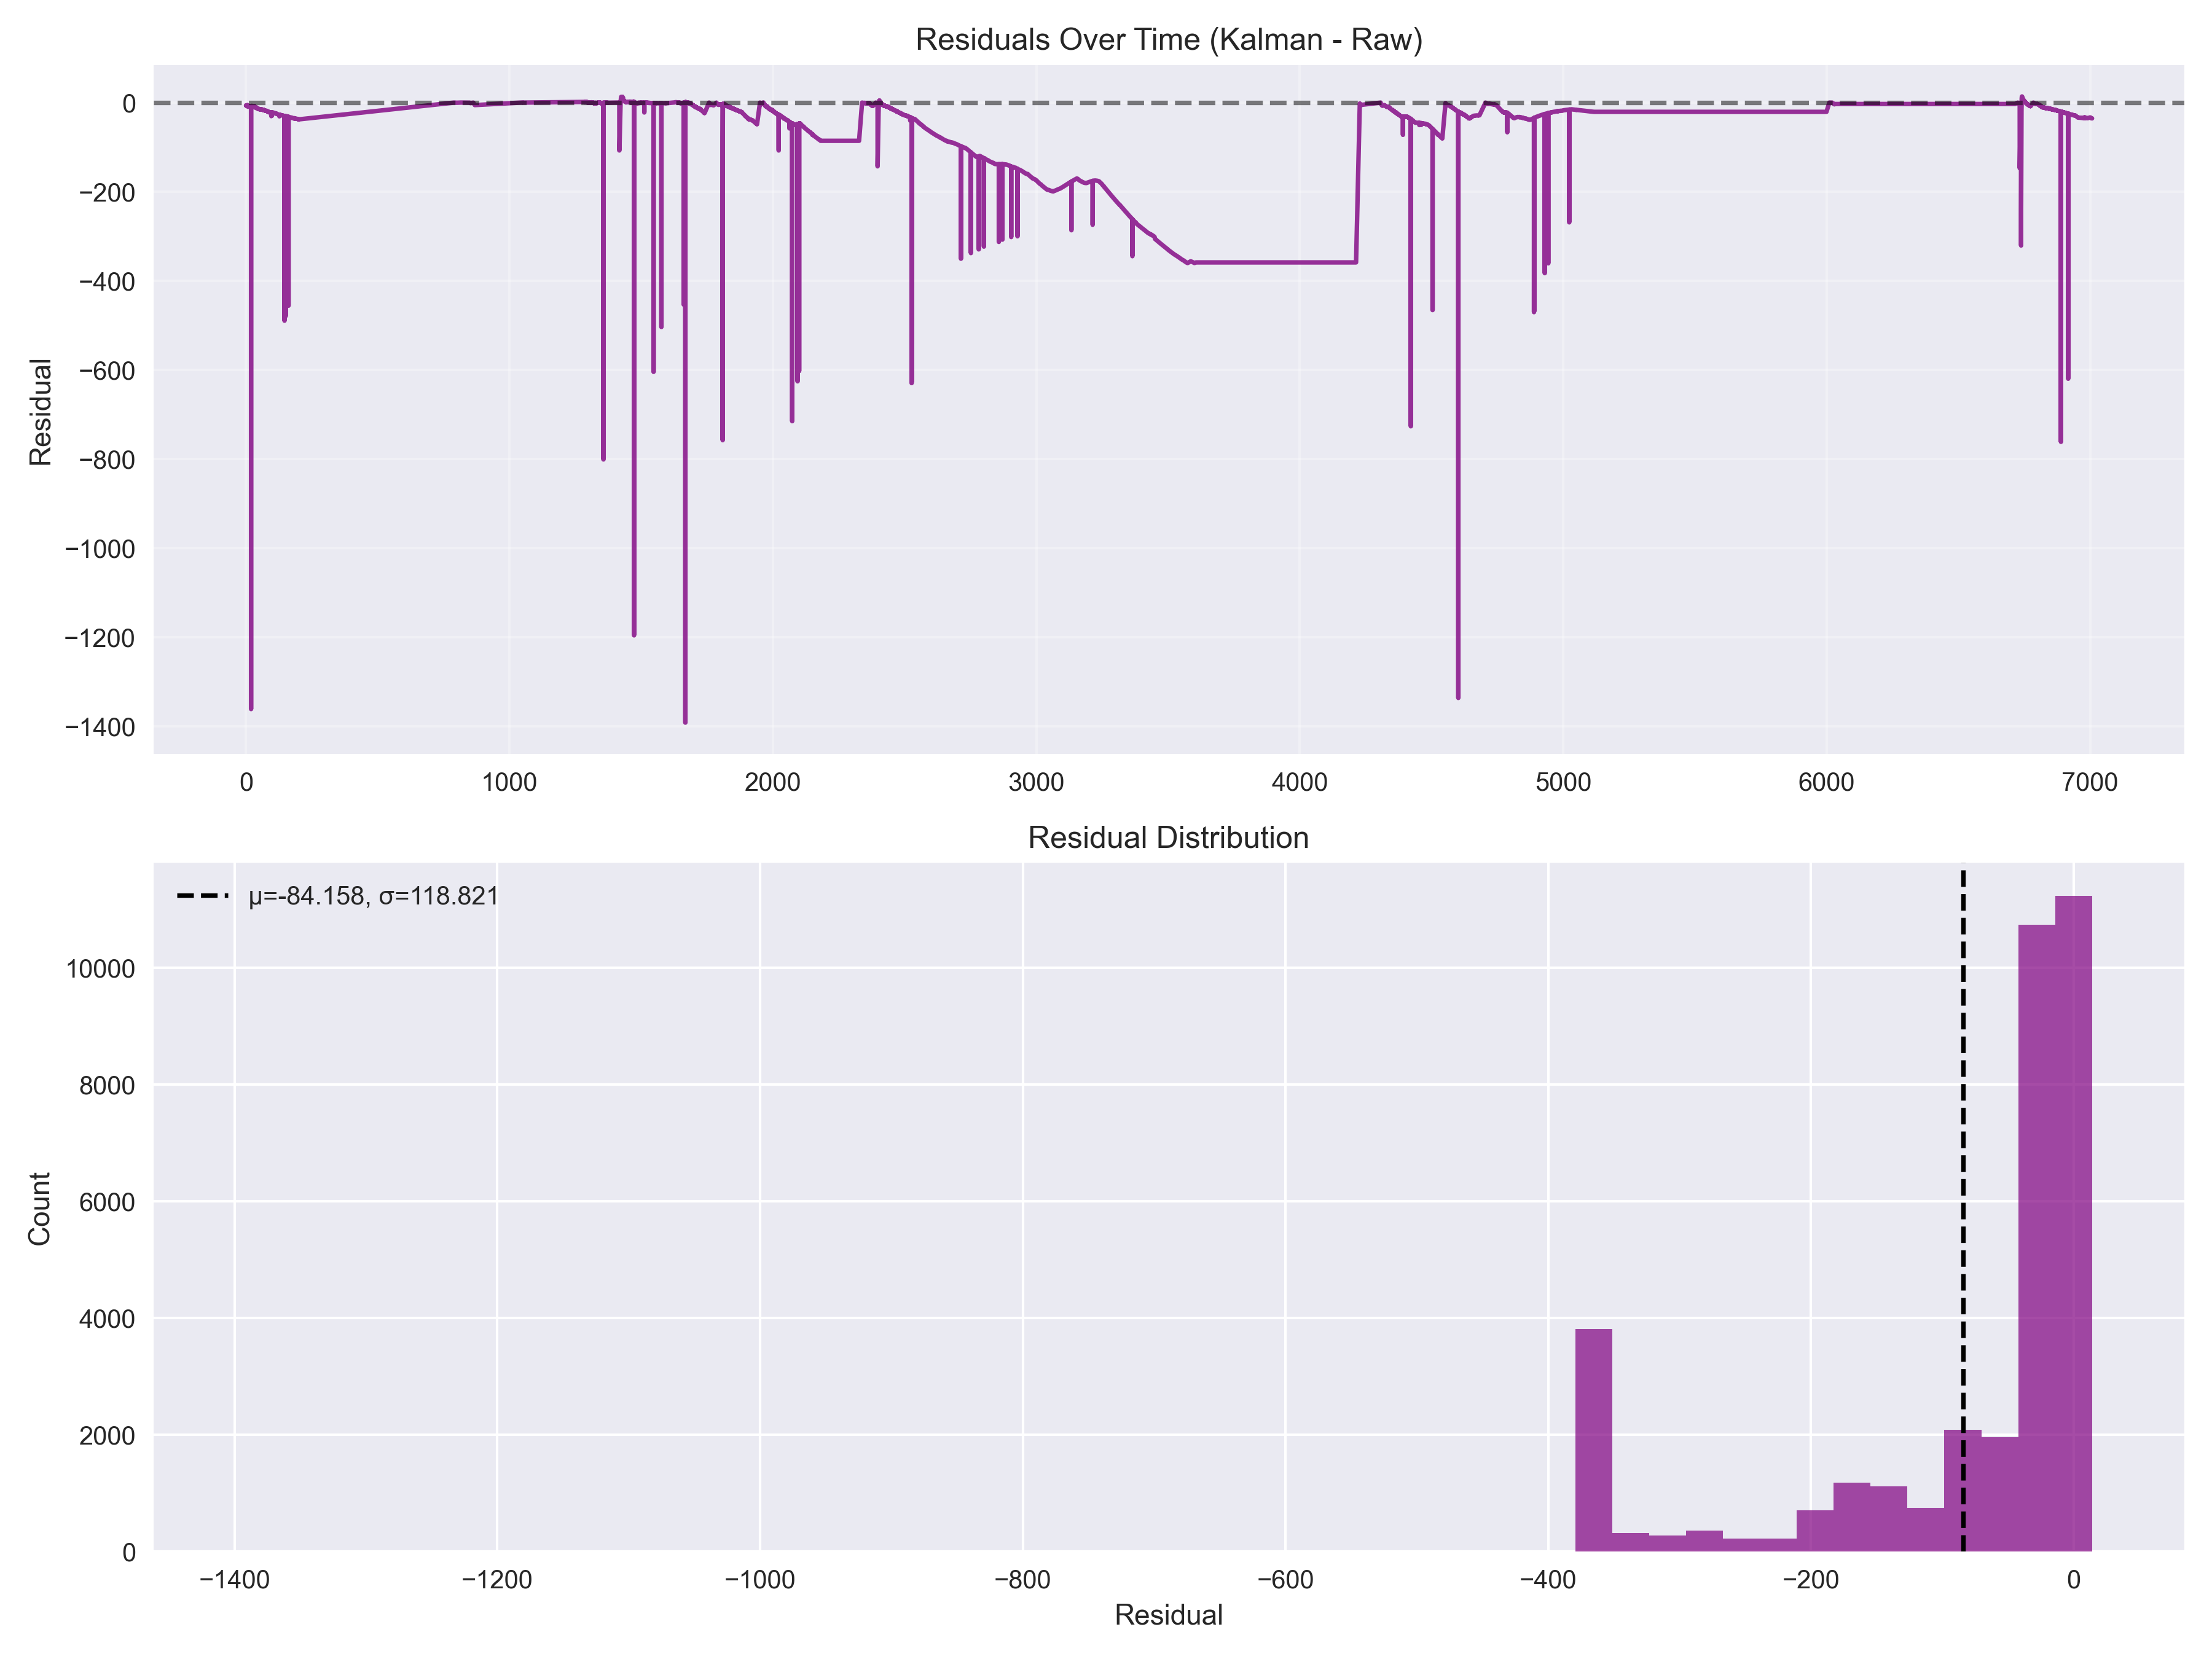 Residuals Over Time (Kalman - Raw)
0
−200
−400
−600
−800
−1000
−1200
−1400
Residual
0 1000 2000 3000 4000 5000 6000 7000
Residual Distribution
μ=-84.158, σ=118.821
10000
8000
6000
4000
2000
0
Count
−1400 −1200 −1000 −800 −600 −400 −200 0
Residual